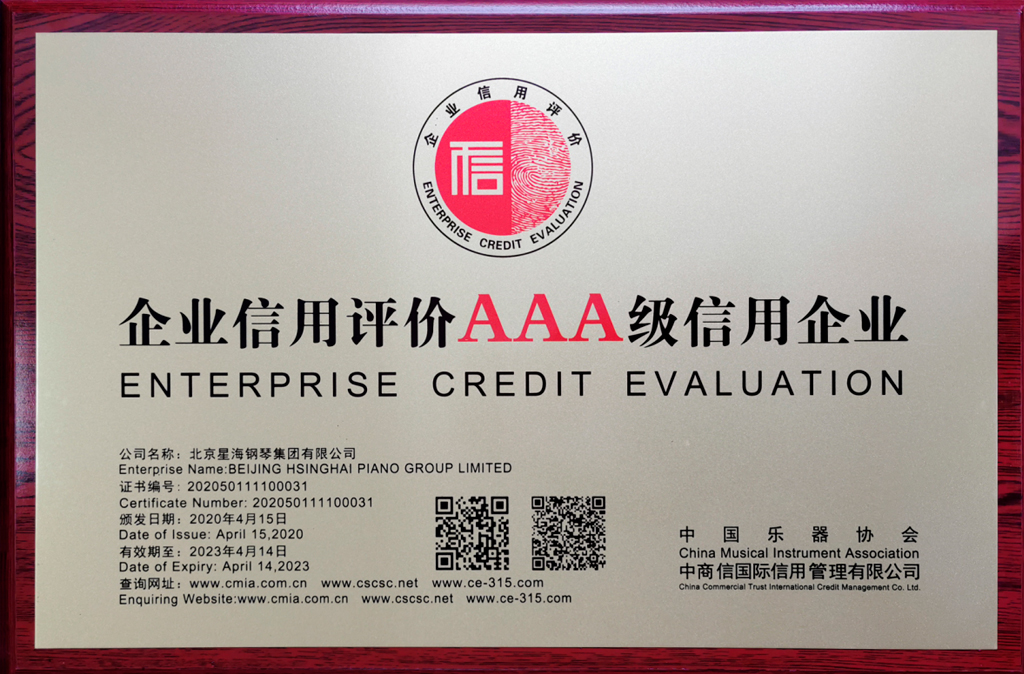 企业信用评价
信
ENTERPRISE CREDIT EVALUATION
企业信用评价AAA级信用企业
ENTERPRISE CREDIT EVALUATION
公司名称：北京星海钢琴集团有限公司
Enterprise Name:BEIJING HSINGHAI PIANO GROUP LIMITED
证书编号：202050111100031
Certificate Number: 202050111100031
颁发日期：2020年4月15日
Date of Issue: April 15,2020
有效期至：2023年4月14日
Date of Expiry: April 14,2023
查询网址：www.cmia.com.cn www.cscsc.net www.ce-315.com
Enquiring Website:www.cmia.com.cn www.cscsc.net www.ce-315.com
中国乐器协会
China Musical Instrument Association
中商信国际信用管理有限公司
China Commercial Trust International Credit Management Co. Ltd.